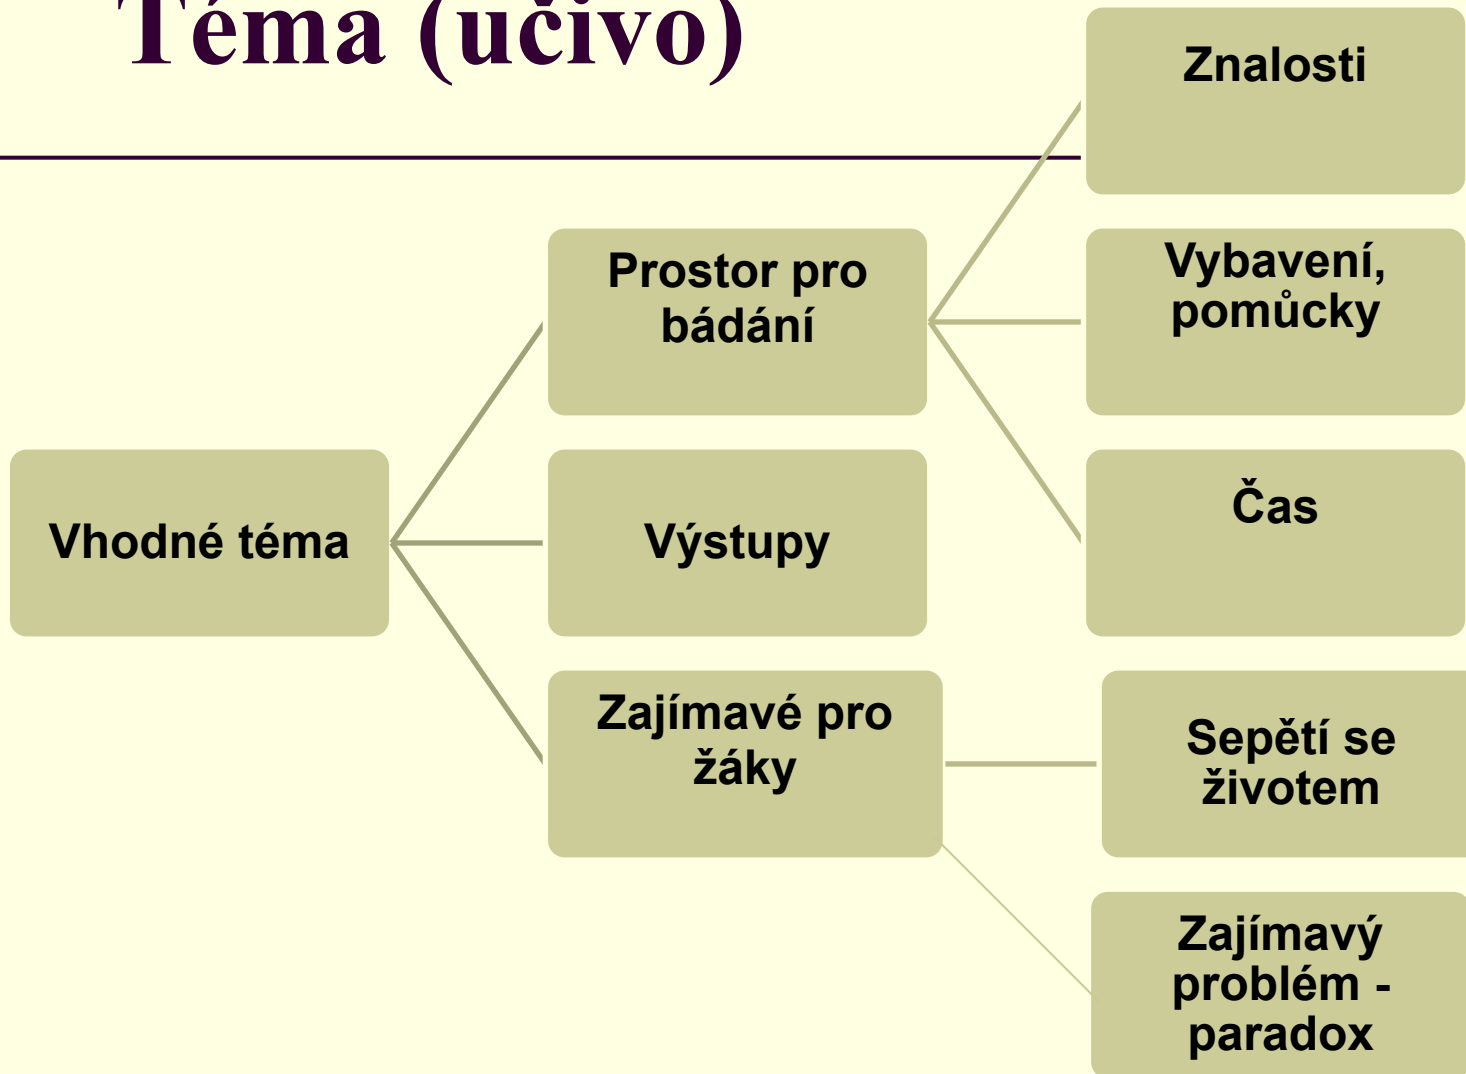 Téma (učivo)
Znalosti
Prostor pro
bádání
Vybavení,
pomůcky
Vhodné téma
Výstupy
Čas
Zajímavé pro
žáky
Sepětí se
životem
Zajímavý
problém -
paradox